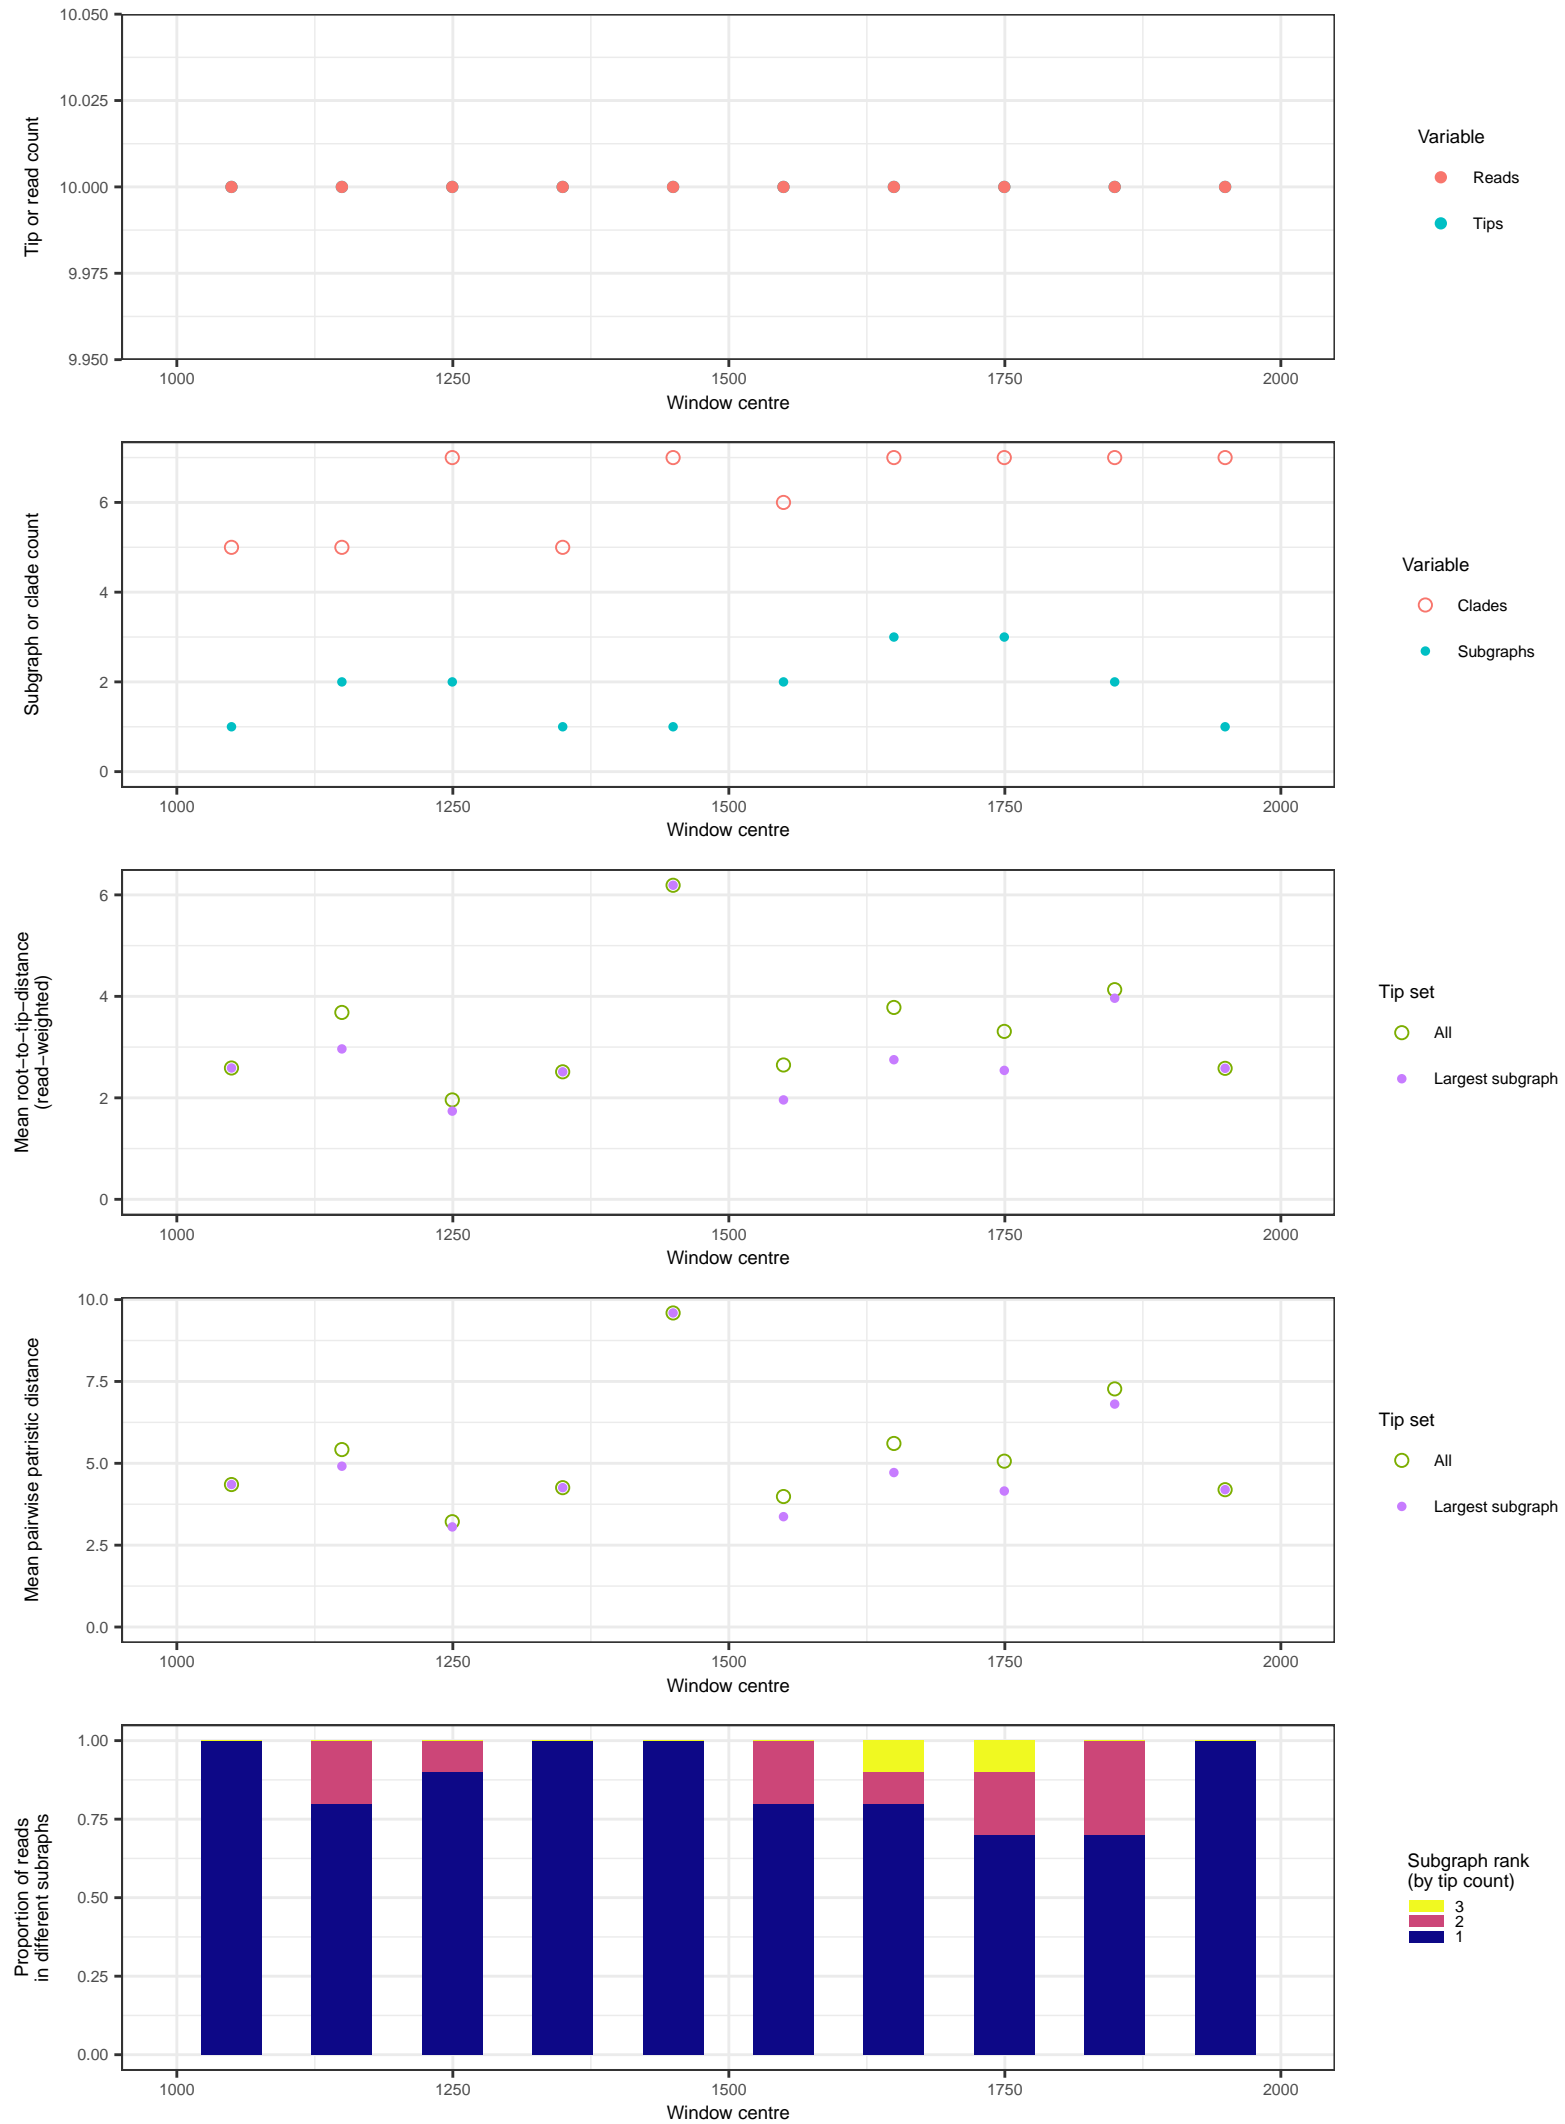 10.050
10.025
10.000
9.975
9.950
Tip or read count
1000 1250 1500 1750 2000
Window centre
Variable
Reads
Tips
6
4
2
0
Subgraph or clade count
1000 1250 1500 1750 2000
Window centre
Variable
Clades
Subgraphs
6
4
2
0
Mean root−to−tip−distance
(read−weighted)
1000 1250 1500 1750 2000
Window centre
Tip set
All
Largest subgraph
10.0
7.5
5.0
2.5
0.0
Mean pairwise patristic distance
1000 1250 1500 1750 2000
Window centre
Tip set
All
Largest subgraph
1.00
0.75
0.50
0.25
0.00
Proportion of reads
in different subraphs
1000 1250 1500 1750 2000
Window centre
Subgraph rank
(by tip count)
3
2
1